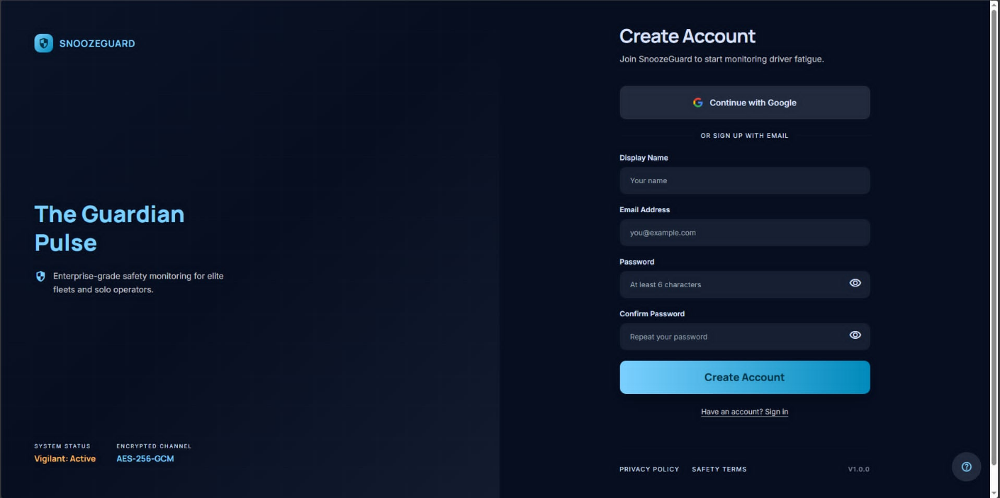 SNOOZEGUARD
The Guardian
Pulse
Enterprise-grade safety monitoring for elite
fleets and solo operators.
SYSTEM STATUS
Vigilant: Active
ENCRYPTED CHANNEL
AES-256-GCM
Create Account
Join SnoozeGuard to start monitoring driver fatigue.
Continue with Google
OR SIGN UP WITH EMAIL
Display Name
Your name
Email Address
you@example.com
Password
At least 6 characters
Confirm Password
Repeat your password
Create Account
Have an account? Sign in
PRIVACY POLICY
SAFETY TERMS
V1.0.0